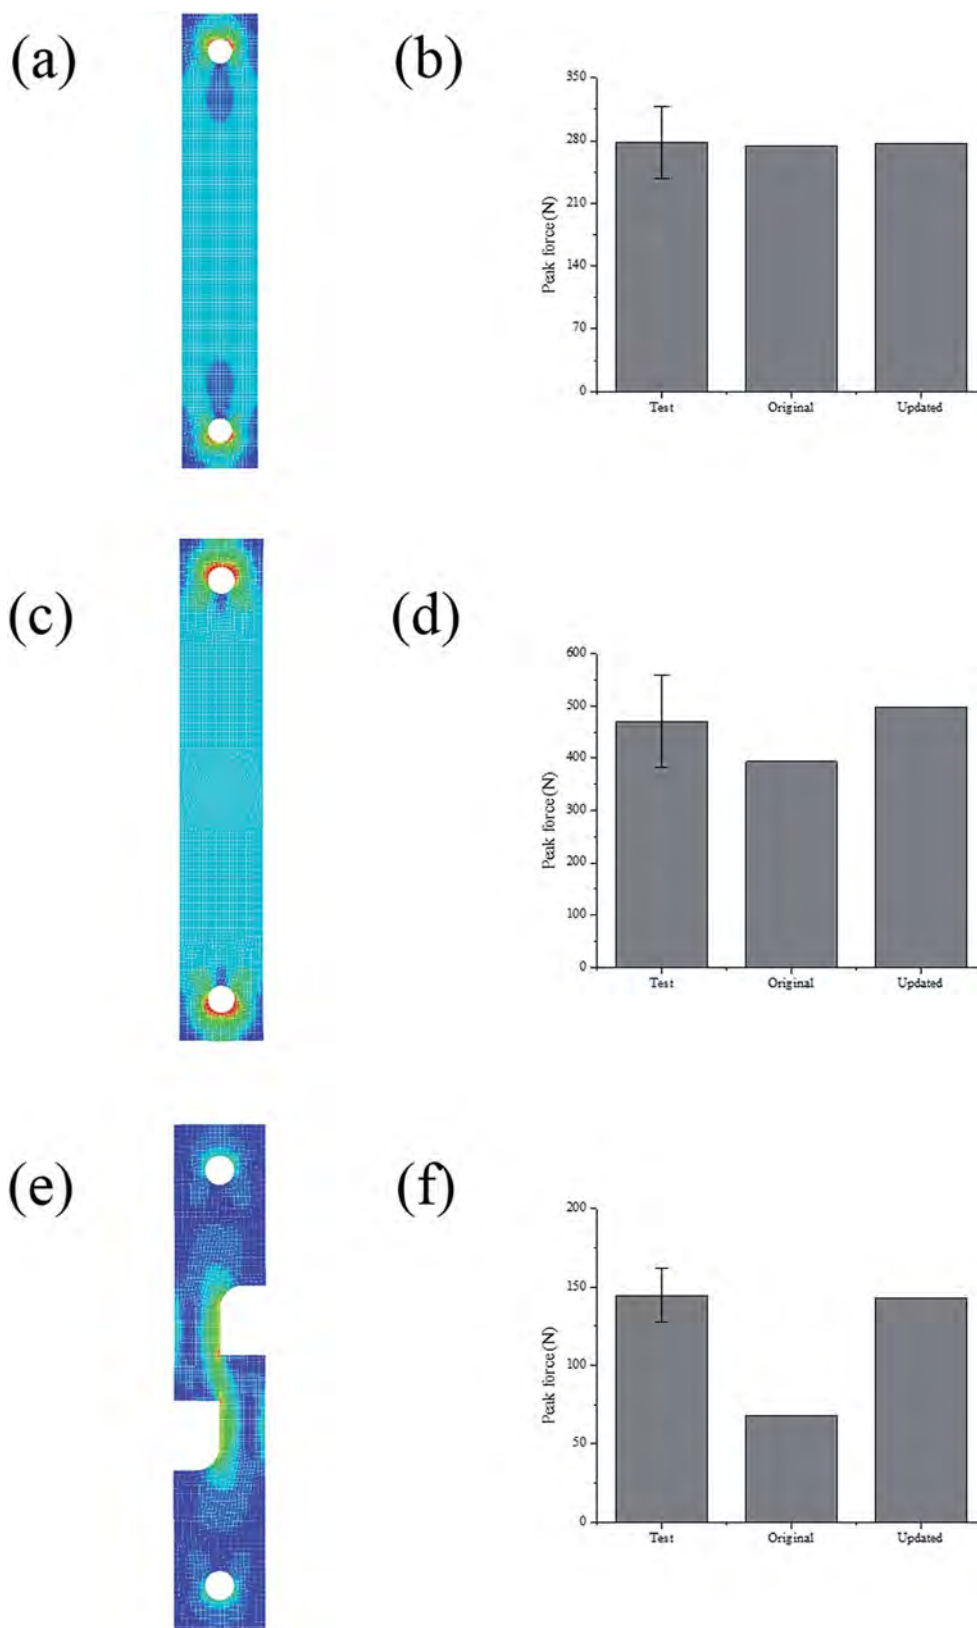 (a)
(b)
350
280
210
140
70
0
Peak force (N)
Test
Original
Updated
(c)
(d)
600
500
400
300
200
100
0
Peak force (N)
Test
Original
Updated
(e)
(f)
200
150
100
50
0
Peak force (N)
Test
Original
Updated